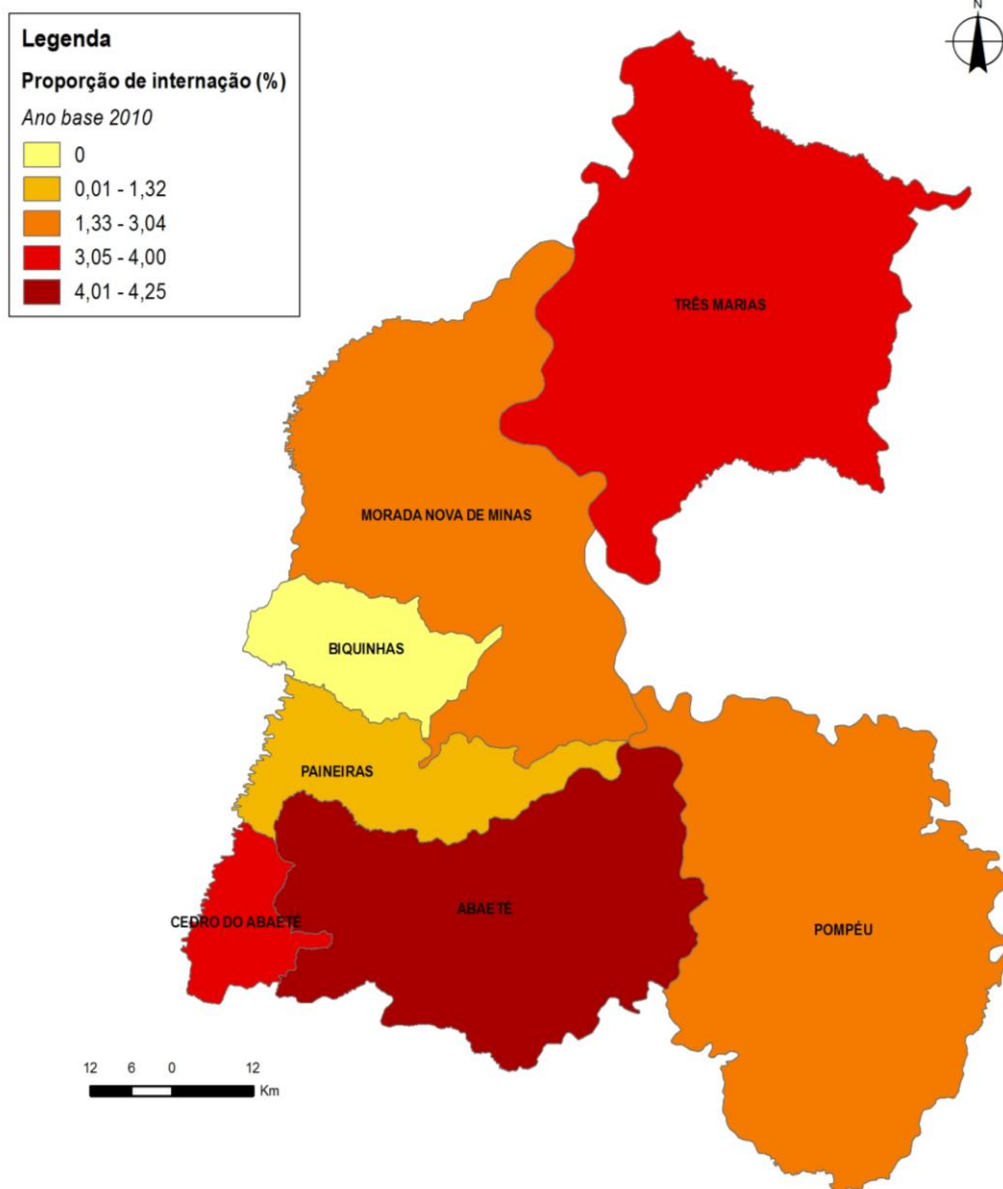 N
Legenda
Proporção de internação (%)
Ano base 2010
0
0,01 - 1,32
1,33 - 3,04
3,05 - 4,00
4,01 - 4,25
TRÊS MARIAS
MORADA NOVA DE MINAS
BIQUINHAS
PAINEIRAS
ABAETÉ
CEDRO DO ABAETÉ
POMPÉU
12 6 0 12
Km